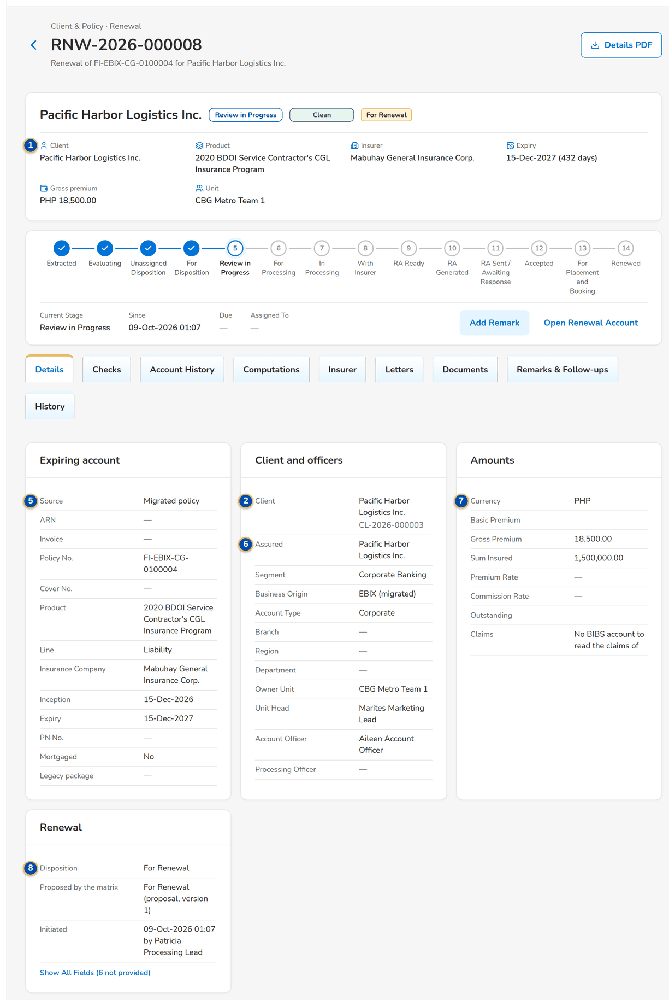 Client & Policy · Renewal
RNW-2026-000008
Renewal of FI-EBIX-CG-0100004 for Pacific Harbor Logistics Inc.
Details PDF
Pacific Harbor Logistics Inc.
Review in Progress
Clean
For Renewal
1
Client
Pacific Harbor Logistics Inc.
Product
2020 BDOI Service Contractor's CGL
Insurance Program
Insurer
Mabuhay General Insurance Corp.
Expiry
15-Dec-2027 (432 days)
Gross premium
PHP 18,500.00
Unit
CBG Metro Team 1
Extracted
Evaluating
Unassigned
Disposition
For
Disposition
5
Review in
Progress
6
For
Processing
7
In
Processing
8
With
Insurer
9
RA Ready
10
RA
Generated
11
RA Sent /
Awaiting
Response
12
Accepted
13
For
Placement
and
Booking
14
Renewed
Current Stage
Review in Progress
Since
09-Oct-2026 01:07
Due
—
Assigned To
—
Add Remark
Open Renewal Account
Details
Checks
Account History
Computations
Insurer
Letters
Documents
Remarks & Follow-ups
History
Expiring account
5
Source
Migrated policy
ARN
—
Invoice
—
Policy No.
FI-EBIX-CG-
0100004
Cover No.
—
Product
2020 BDOI Service
Contractor's CGL
Insurance Program
Line
Liability
Insurance Company
Mabuhay General
Insurance Corp.
Inception
15-Dec-2026
Expiry
15-Dec-2027
PN No.
—
Mortgaged
No
Legacy package
—
Client and officers
2
Client
Pacific Harbor
Logistics Inc.
CL-2026-000003
6
Assured
Pacific Harbor
Logistics Inc.
Segment
Corporate Banking
Business Origin
EBIX (migrated)
Account Type
Corporate
Branch
—
Region
—
Department
—
Owner Unit
CBG Metro Team 1
Unit Head
Marites Marketing
Lead
Account Officer
Aileen Account
Officer
Processing Officer
—
Amounts
7
Currency
PHP
Basic Premium
Gross Premium
18,500.00
Sum Insured
1,500,000.00
Premium Rate
—
Commission Rate
—
Outstanding
Claims
No BIBS account to
read the claims of
Renewal
8
Disposition
For Renewal
Proposed by the matrix
For Renewal
(proposal, version
1)
Initiated
09-Oct-2026 01:07
by Patricia
Processing Lead
Show All Fields (6 not provided)